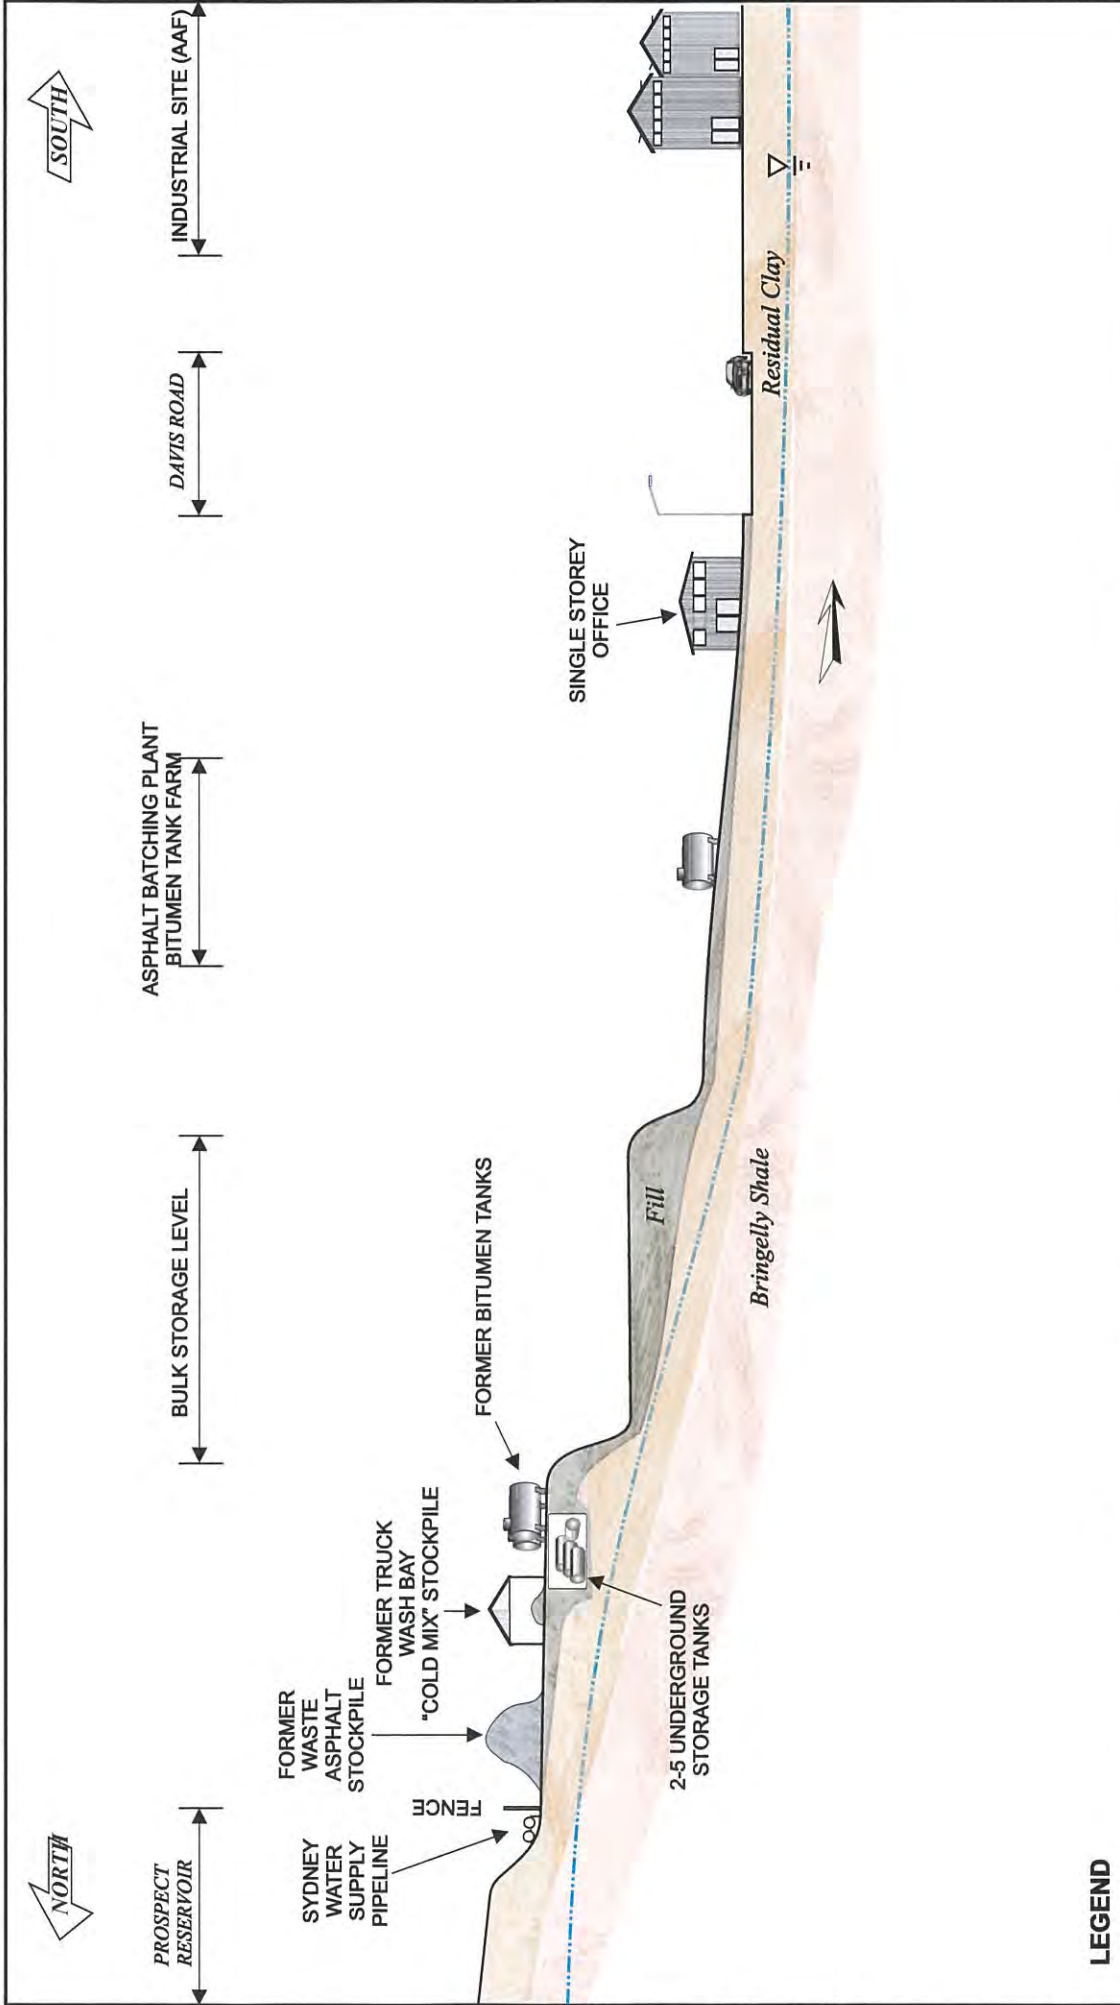 NORTH
SOUTH
PROSPECT
RESERVOIR
BULK STORAGE LEVEL
ASPHALT BATCHING PLANT
BITUMEN TANK FARM
DAVIS ROAD
INDUSTRIAL SITE (AAF)
SYDNEY
WATER
SUPPLY
PIPELINE
FENCE
FORMER
WASTE
ASPHALT
STOCKPILE
FORMER TRUCK
WASH BAY
"COLD MIX" STOCKPILE
FORMER BITUMEN TANKS
SINGLE STOREY
OFFICE
2-5 UNDERGROUND
STORAGE TANKS
Fill
Bringelly Shale
Residual Clay
LEGEND